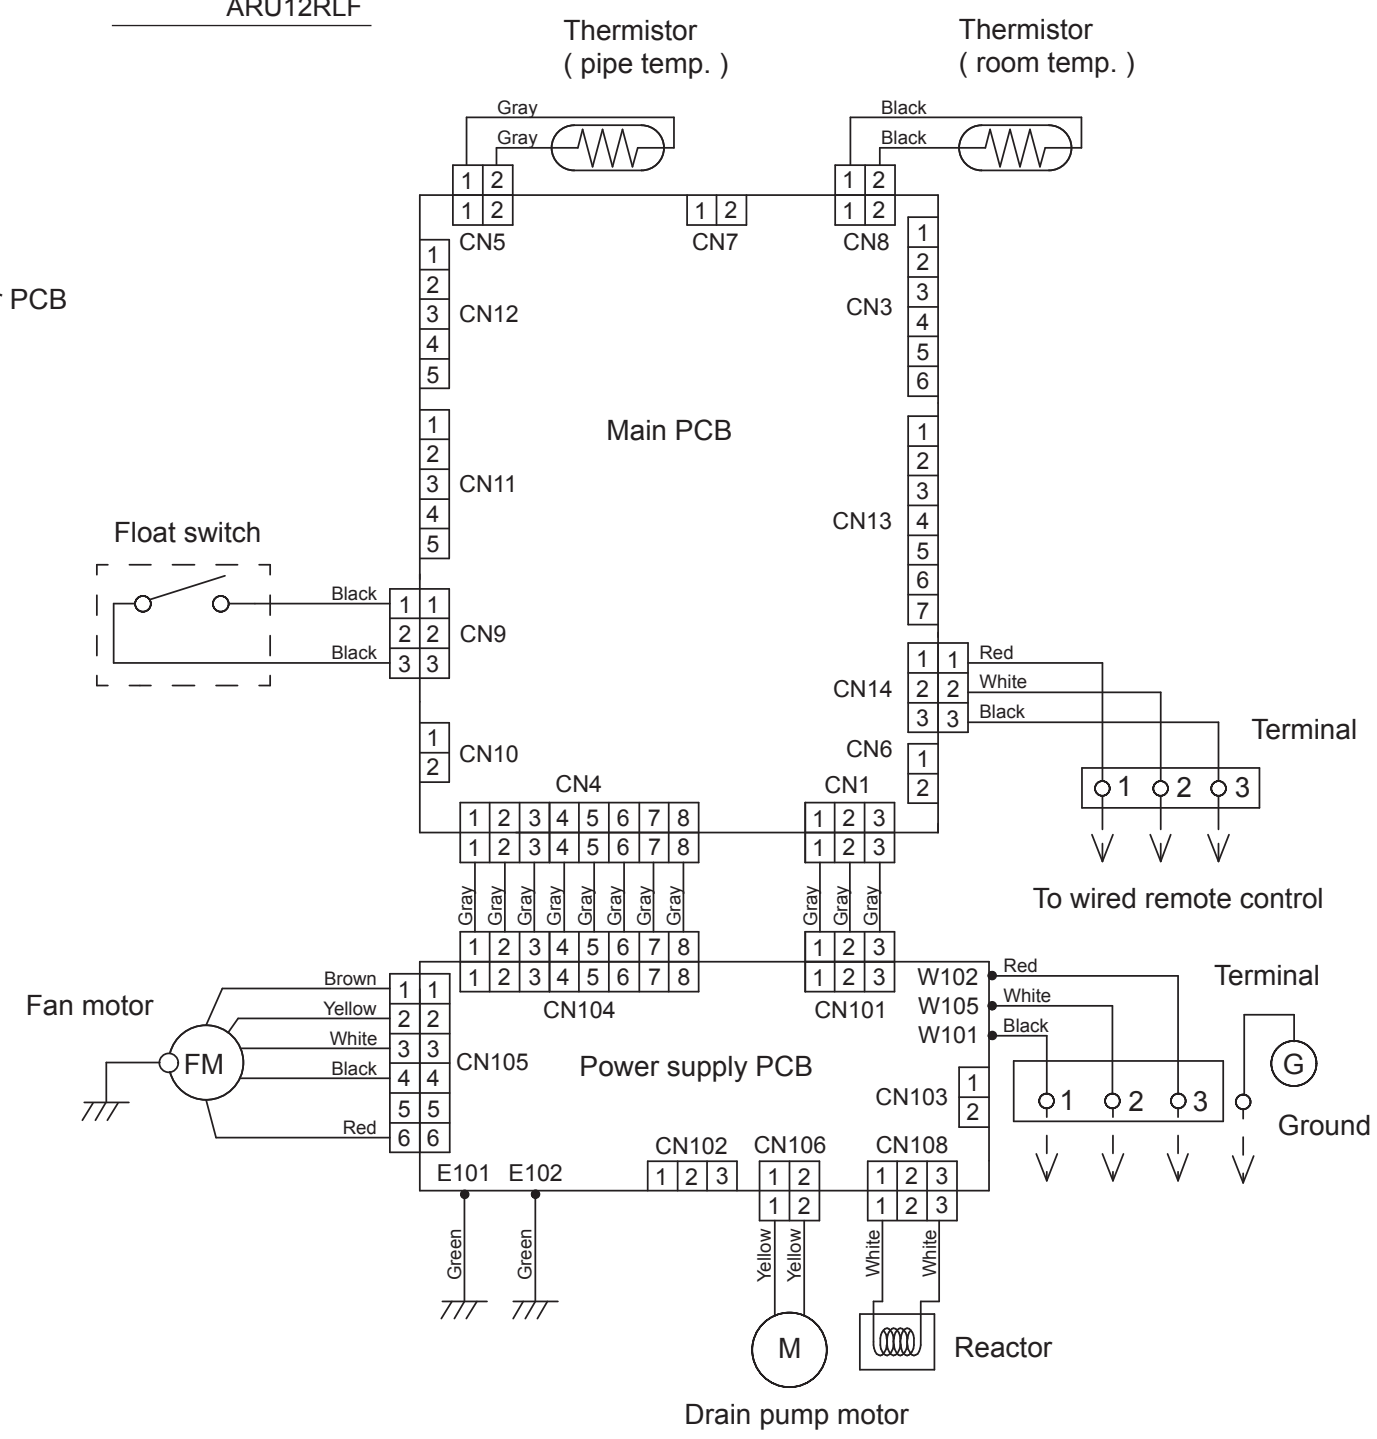 ARU12RLF
Thermistor
( pipe temp. )
Thermistor
( room temp. )
Gray
Gray
Black
Black
1 2
1 2
1 2
1 2
1 2
CN5
CN7
CN8
1
2
3
4
5
CN12
1
2
3
4
5
6
CN3
PCB
Main PCB
1
2
3
4
5
CN11
1
2
3
4
5
6
7
CN13
Float switch
Black
Black
1 1
2 2
3 3
CN9
CN14
1 1
2 2
3 3
Red
White
Black
Terminal
1 2 3
To wired remote control
1
2
CN10
CN6
1
2
CN4
1 2 3 4 5 6 7 8
1 2 3 4 5 6 7 8
CN1
1 2 3
1 2 3
Gray Gray Gray Gray Gray Gray Gray Gray
Gray Gray Gray
1 2 3 4 5 6 7 8
1 2 3 4 5 6 7 8
CN104
1 2 3
1 2 3
CN101
Fan motor
FM
Brown
Yellow
White
Black
Red
1 1
2 2
3 3
4 4
5 5
6 6
CN105
Power supply PCB
W102
W105
W101
Red
White
Black
Terminal
1 2 3
G
Ground
CN103
1
2
E101 E102
Green Green
CN102
1 2 3
CN106
1 2
1 2
Yellow Yellow
M
Drain pump motor
CN108
1 2 3
1 2 3
White White
Reactor